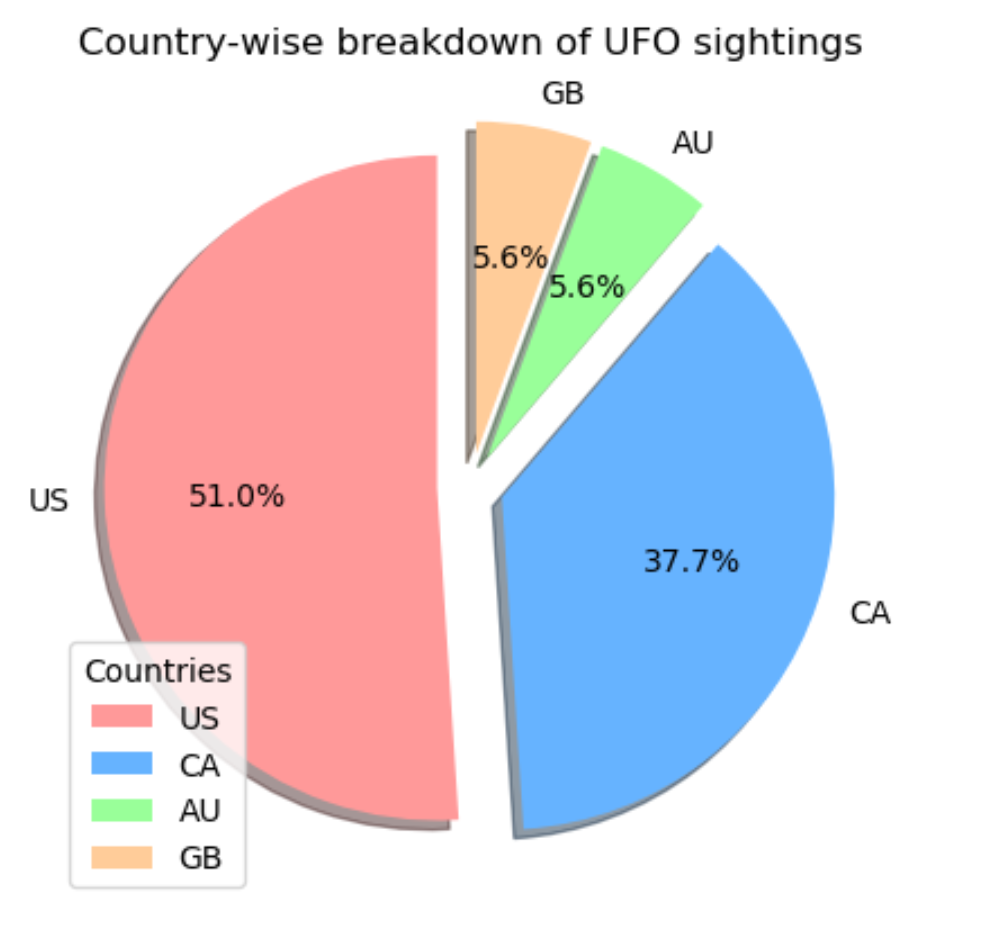 Country-wise breakdown of UFO sightings
GB
AU
5.6%
5.6%
US
51.0%
37.7%
CA
Countries
US
CA
AU
GB